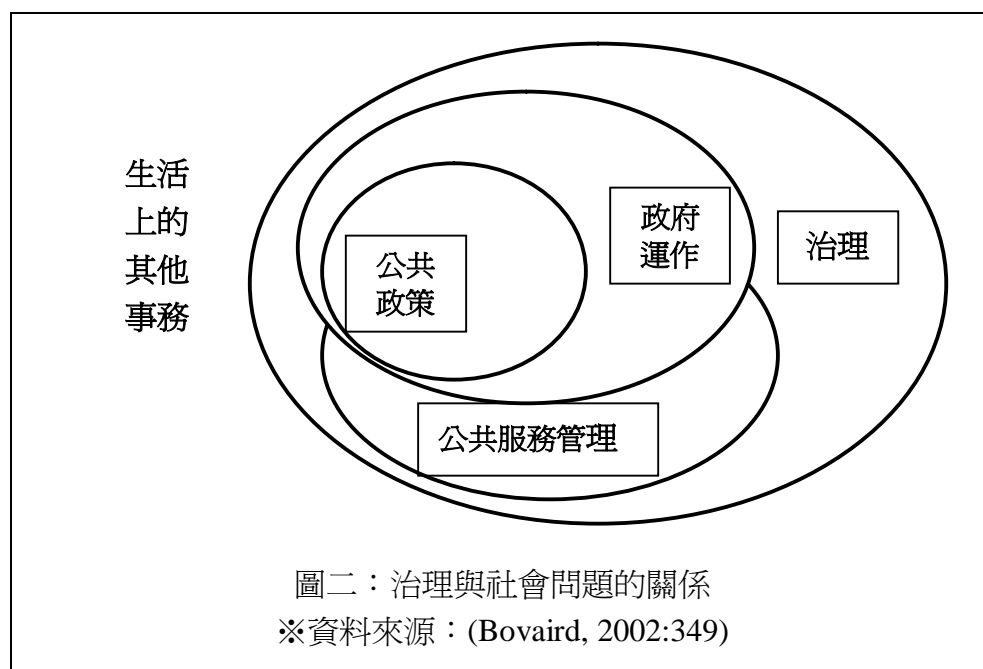 生活
上的
其他
事務
公共
政策
政府
運作
治理
公共服務管理
圖二：治理與社會問題的關係
※資料來源：(Bovaird, 2002:349)